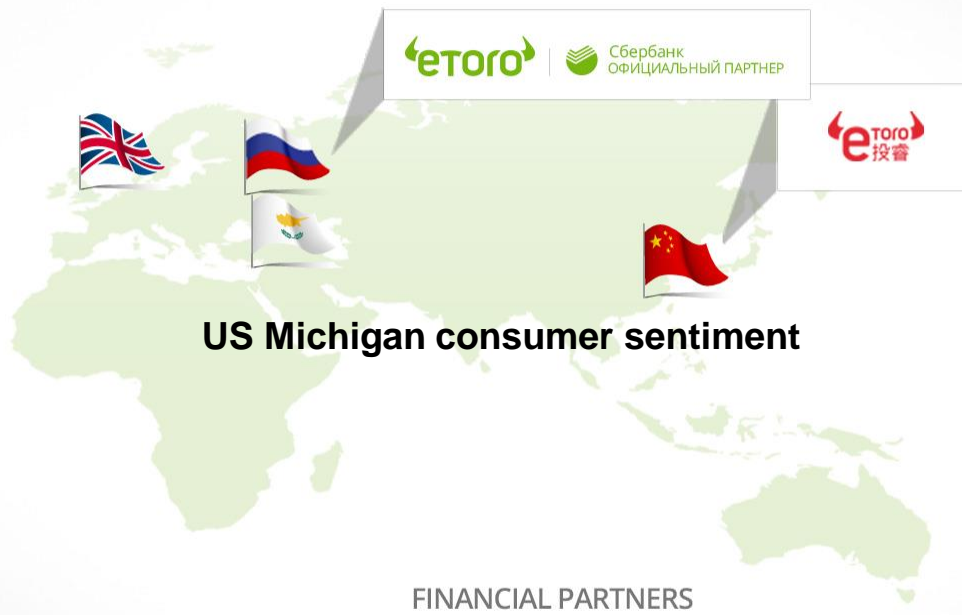 etoro
Сбербанк
ОФИЦИАЛЬНЫЙ ПАРТНЕР
eTORO
投睿
US Michigan consumer sentiment
FINANCIAL PARTNERS